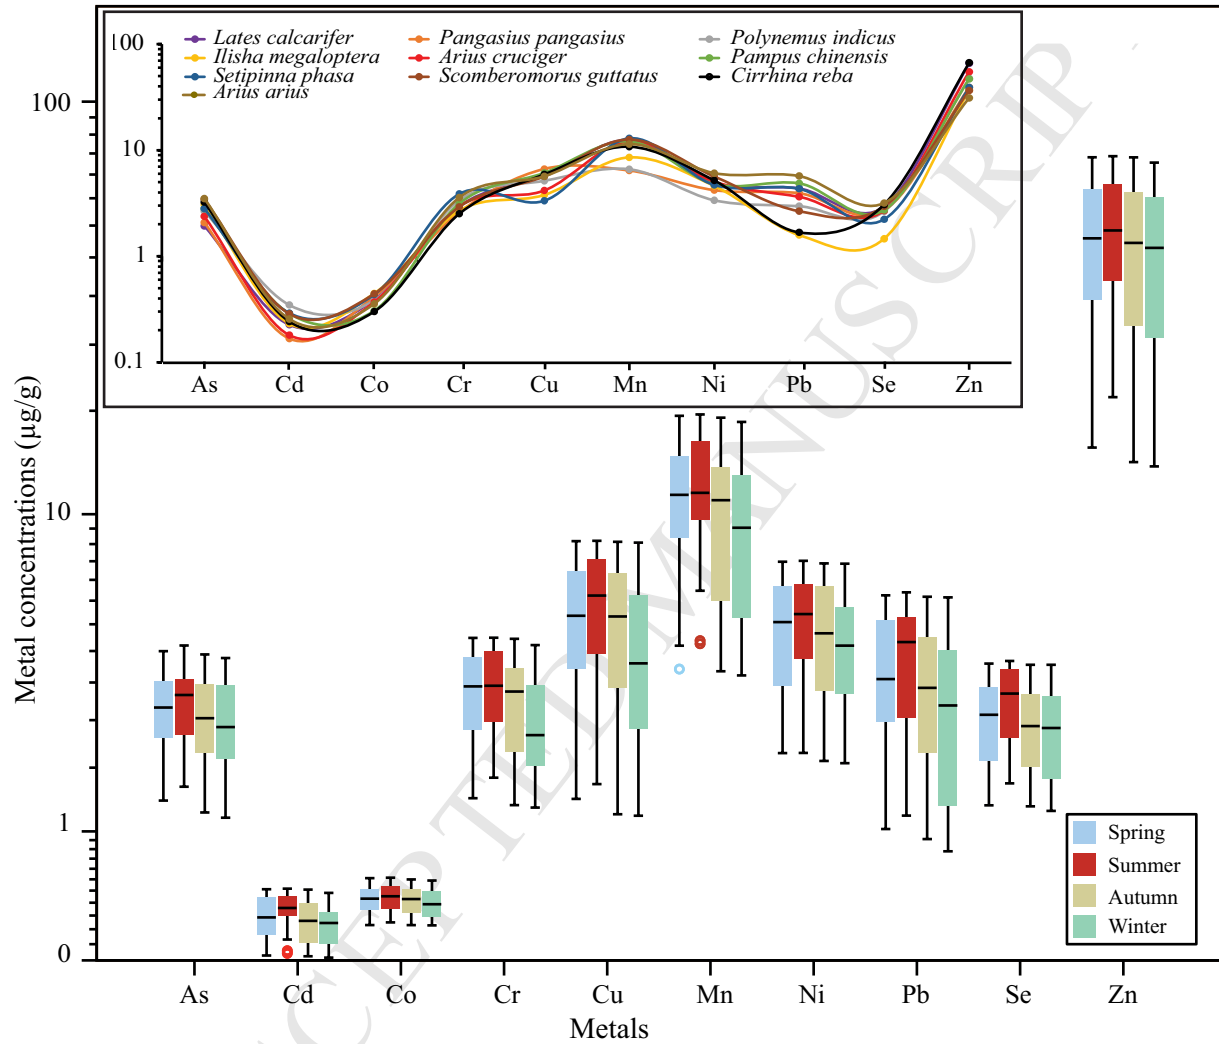 Lates calcarifer Pangasius pangasius Polynemus indicus
Ilisha megaloptera Arius cruciger Pampus chinensis
Setipinna phasa Scomberomorus guttatus Cirrhina reba
Arius arius
100
10
1
0.1
As Cd Co Cr Cu Mn Ni Pb Se Zn
Metal concentrations (µg/g)
100
10
1
0
As Cd Co Cr Cu Mn Ni Pb Se Zn
Metals
Spring
Summer
Autumn
Winter
CEPTED MANUSCRIP